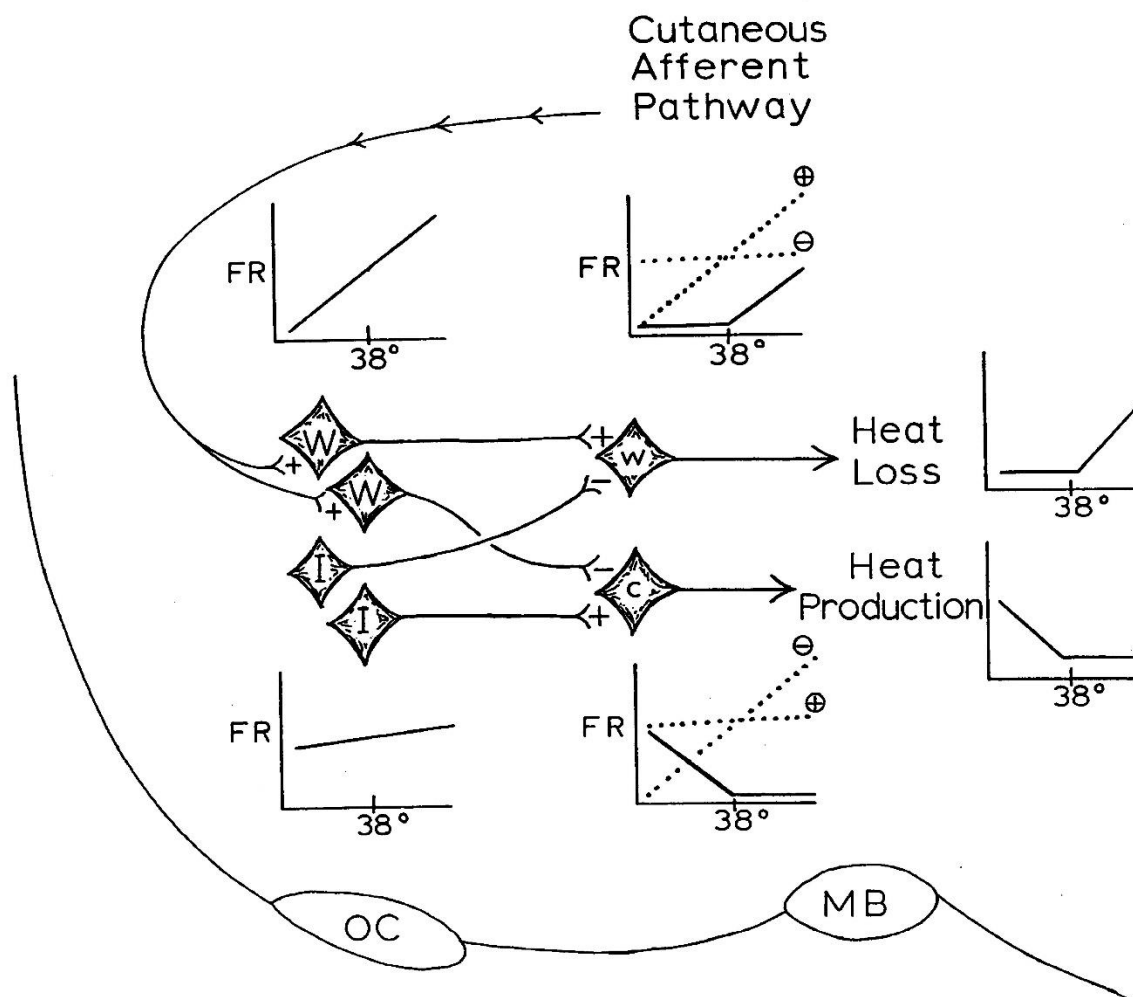 Cutaneous
Afferent
Pathway
⊕
⊖
FR
38°
FR
38°
W
+
W
+
+
w
-
Heat
Loss
38°
I
I
-
c
+
Heat
Production
38°
FR
38°
⊖
⊕
FR
38°
OC
MB